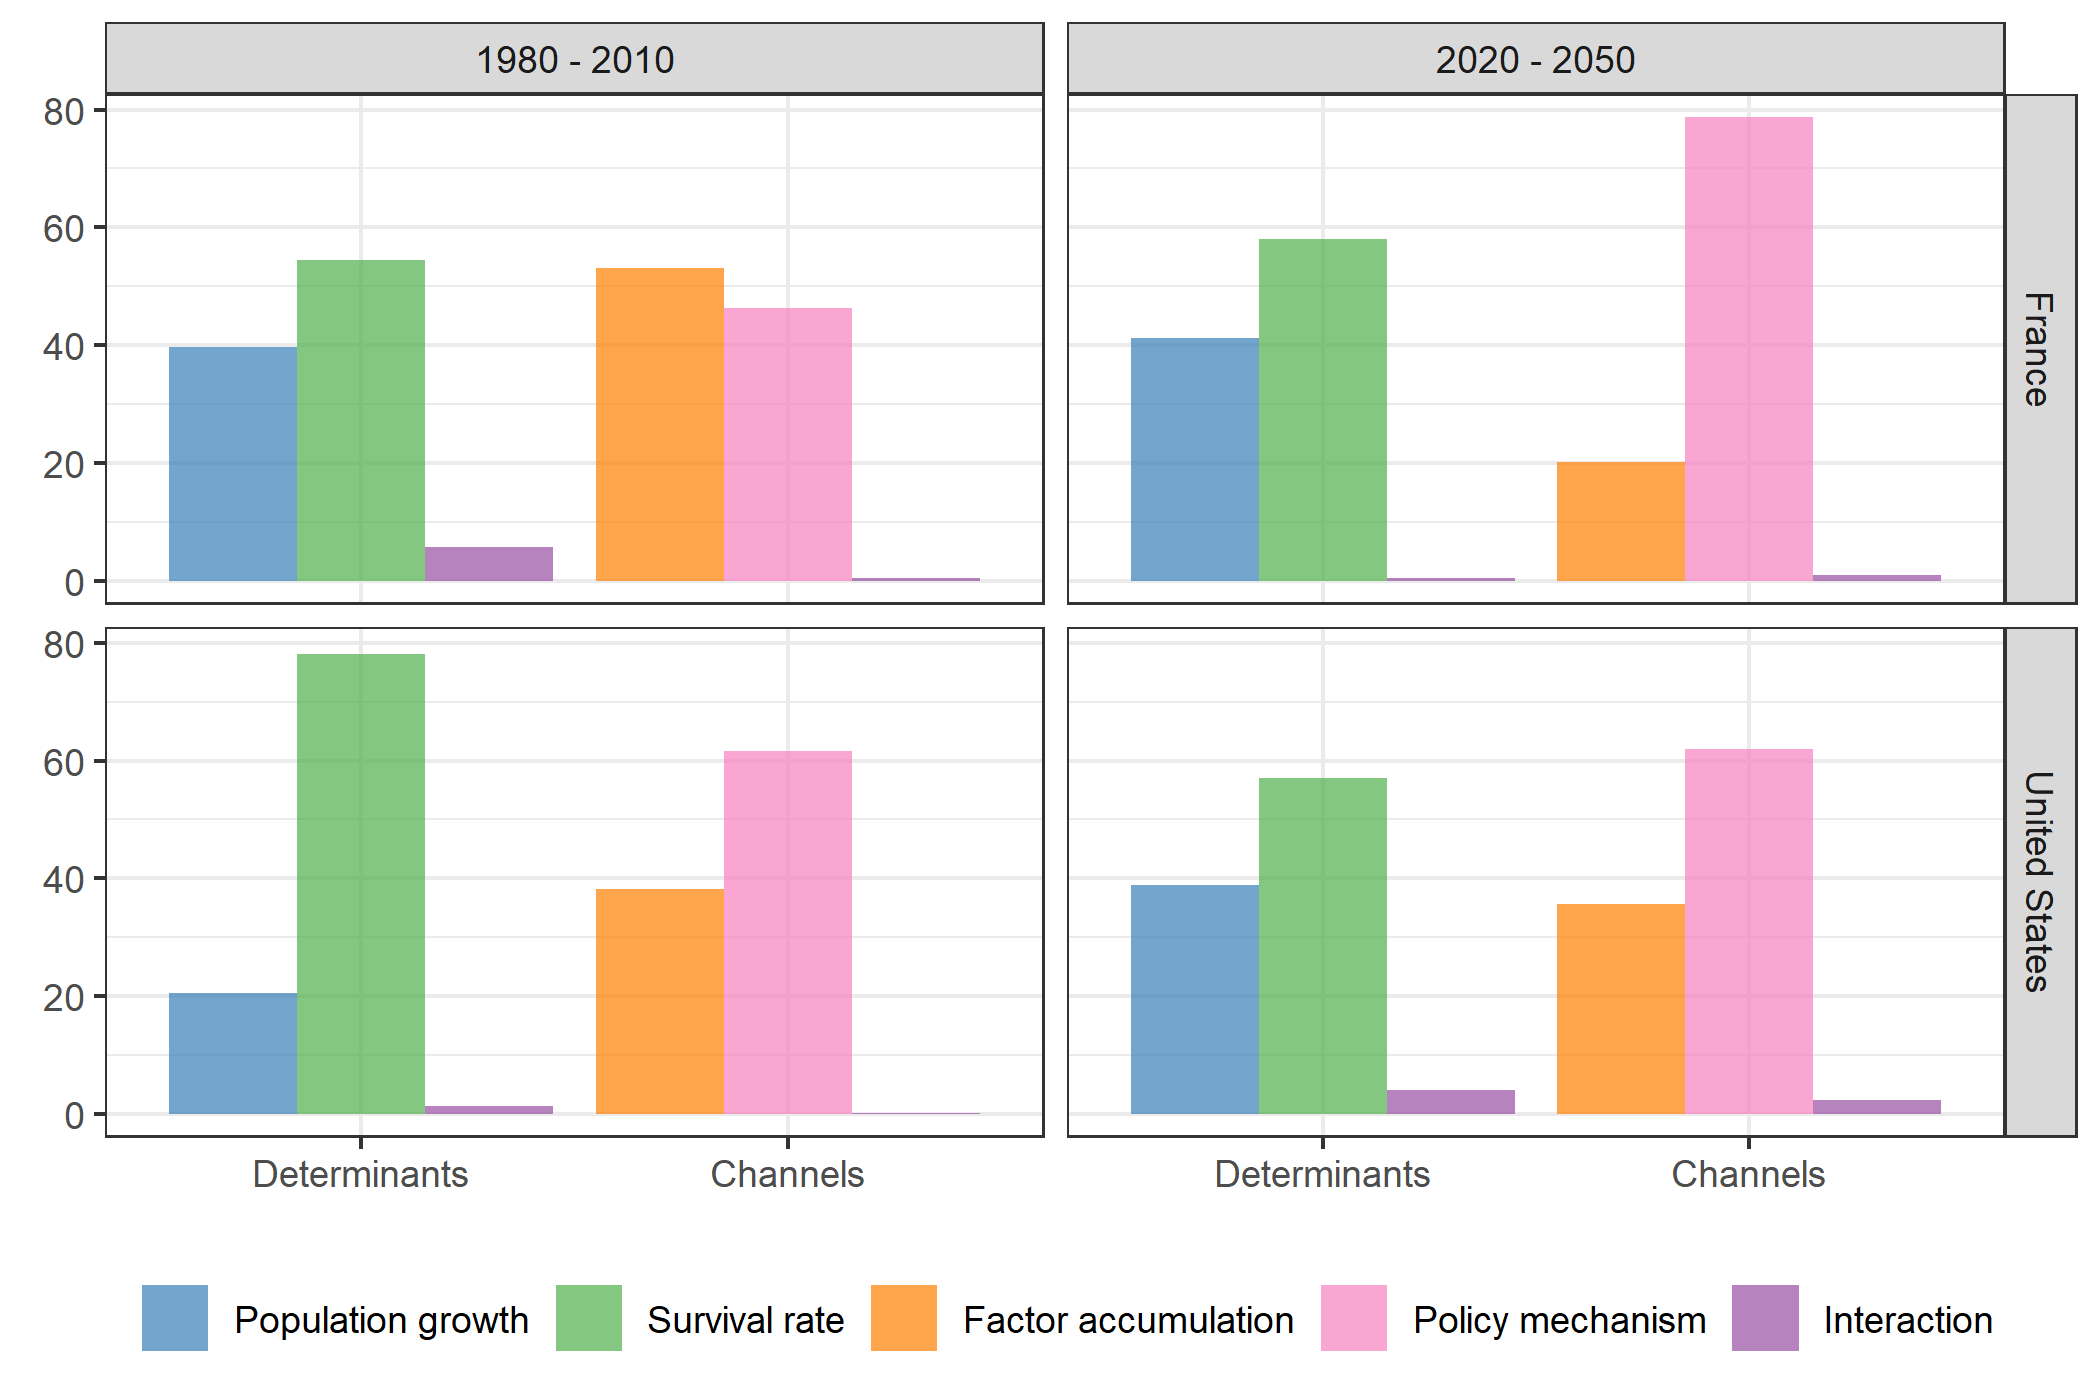 1980 - 2010
2020 - 2050
80
60
40
20
0
France
80
60
40
20
0
United States
Determinants
Channels
Determinants
Channels
Population growth
Survival rate
Factor accumulation
Policy mechanism
Interaction